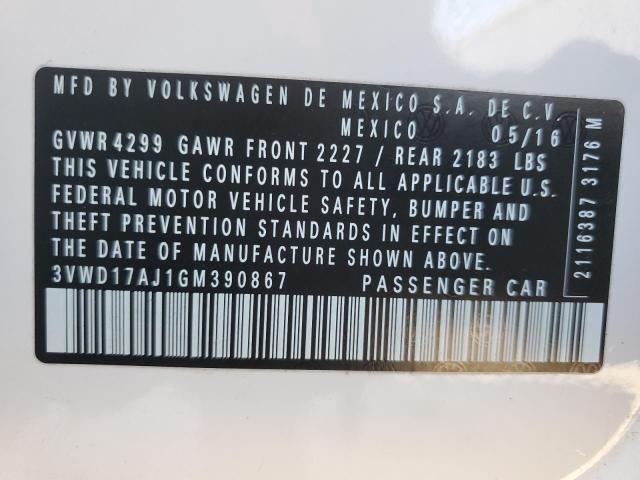 MFD BY VOLKSWAGEN DE MEXICO S.A. DE C.V.
MEXICO 05/16
GVWR 4299 GAWR FRONT 2227 / REAR 2183 LBS
THIS VEHICLE CONFORMS TO ALL APPLICABLE U.S.
FEDERAL MOTOR VEHICLE SAFETY, BUMPER AND
THEFT PREVENTION STANDARDS IN EFFECT ON
THE DATE OF MANUFACTURE SHOWN ABOVE.
3VWD17AJ1GM390867 PASSENGER CAR
2116387 3176 M